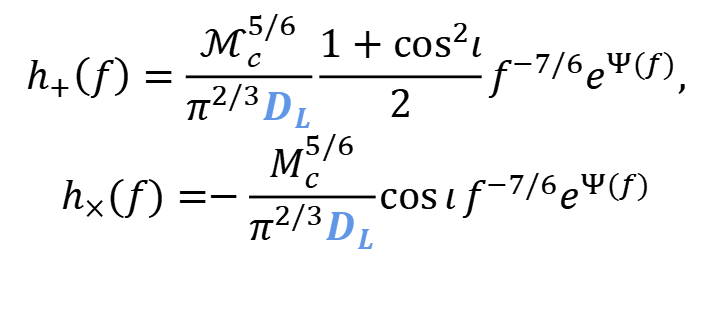 h₊(f) = ℳ_c^{5/6} / (π^{2/3} D_L) (1 + cos²ι) / 2 f^{−7/6} e^{Ψ(f)},
h_×(f) =− M_c^{5/6} / (π^{2/3} D_L) cos ι f^{−7/6} e^{Ψ(f)}